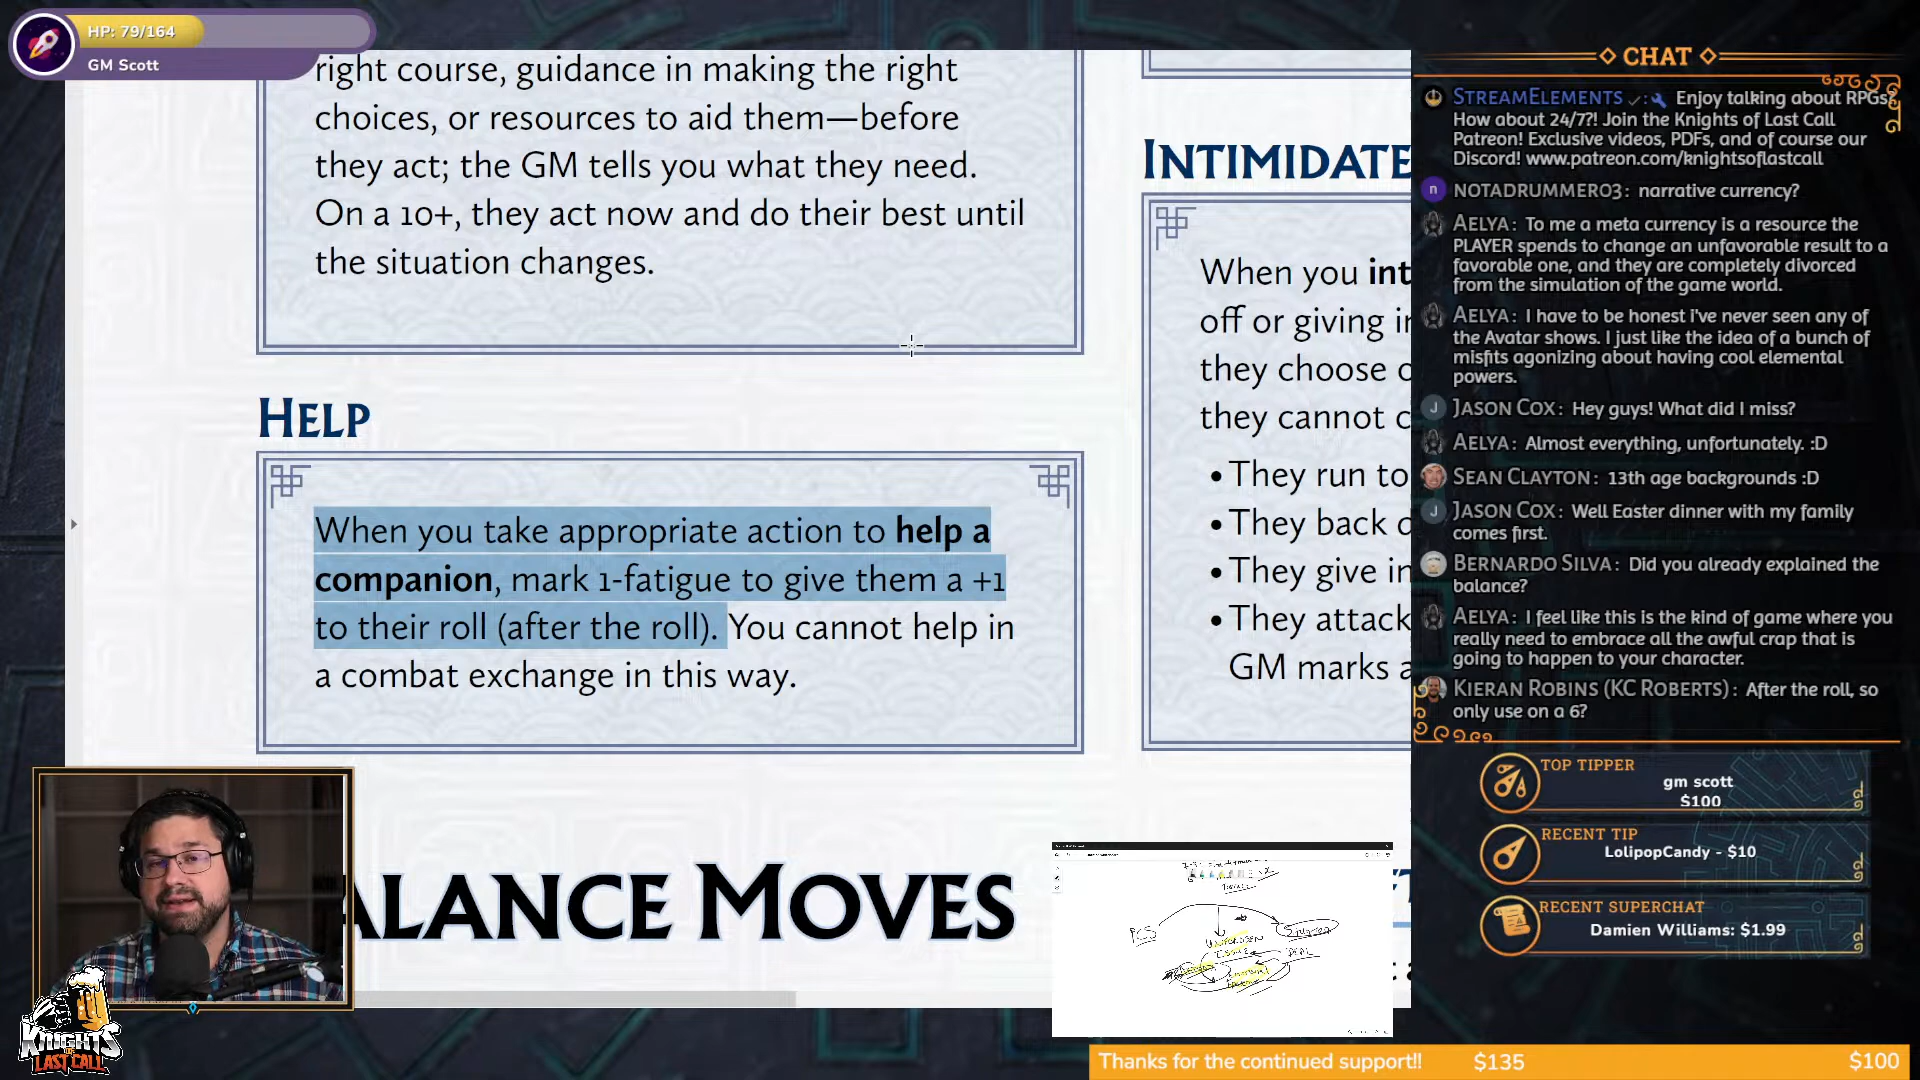 HP: 79/164
GM Scott
right course, guidance in making the right
choices, or resources to aid them—before
they act; the GM tells you what they need.
On a 10+, they act now and do their best until
the situation changes.
HELP
When you take appropriate action to help a
companion, mark 1-fatigue to give them a +1
to their roll (after the roll). You cannot help in
a combat exchange in this way.
ALANCE MOVES
INTIMIDATE
When you int
off or giving in
they choose o
they cannot c
• They run to
• They back o
• They give in
• They attack
GM marks a
CHAT
STREAMELEMENTS : Enjoy talking about RPGs?
How about 24/7?! Join the Knights of Last Call
Patreon! Exclusive videos, PDFs, and of course our
Discord! www.patreon.com/knightsoflastcall
n NOTADRUMMER03: narrative currency?
AELYA: To me a meta currency is a resource the
PLAYER spends to change an unfavorable result to a
favorable one, and they are completely divorced
from the simulation of the game world.
AELYA: I have to be honest i've never seen any of
the Avatar shows. I just like the idea of a bunch of
misfits agonizing about having cool elemental
powers.
J JASON COX: Hey guys! What did I miss?
AELYA: Almost everything, unfortunately. :D
SEAN CLAYTON: 13th age backgrounds :D
J JASON COX: Well Easter dinner with my family
comes first.
BERNARDO SILVA: Did you already explained the
balance?
AELYA: I feel like this is the kind of game where you
really need to embrace all the awful crap that is
going to happen to your character.
KIERAN ROBINS (KC ROBERTS): After the roll, so
only use on a 6?
TOP TIPPER
gm scott
$100
RECENT TIP
LolipopCandy - $10
RECENT SUPERCHAT
Damien Williams: $1.99
PCS
KNIGHTS
OF
LAST CALL
Thanks for the continued support!! $135 $100